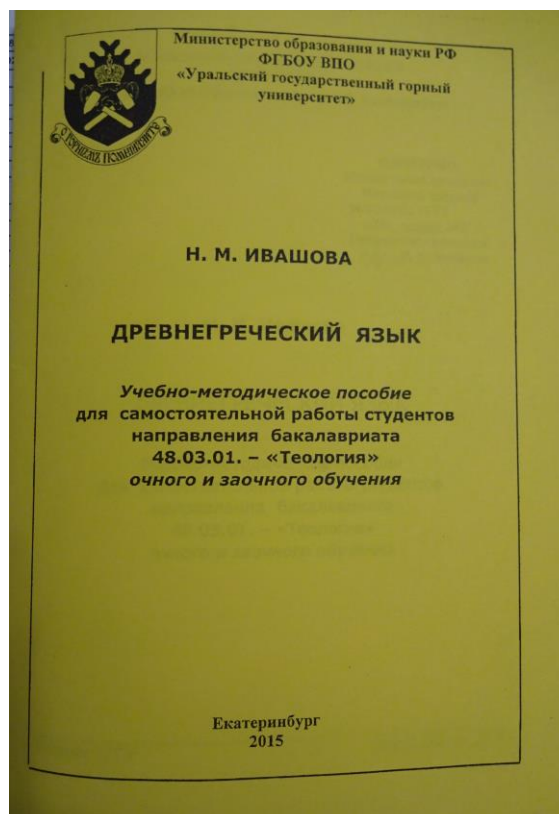 Министерство образования и науки РФ
ФГБОУ ВПО
«Уральский государственный горный
университет»
Н. М. ИВАШОВА
ДРЕВНЕГРЕЧЕСКИЙ ЯЗЫК
Учебно-методическое пособие
для самостоятельной работы студентов
направления бакалавриата
48.03.01. – «Теология»
очного и заочного обучения
Екатеринбург
2015